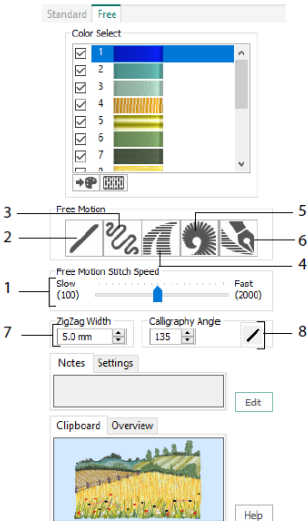 Standard Free
Color Select
1
2
3
4
5
6
7
Free Motion
3
5
2
6
4
Free Motion Stitch Speed
1
Slow Fast
(100) (2000)
ZigZag Width Calligraphy Angle
7 5.0 mm 135 8
Notes Settings
Edit
Clipboard Overview
Help